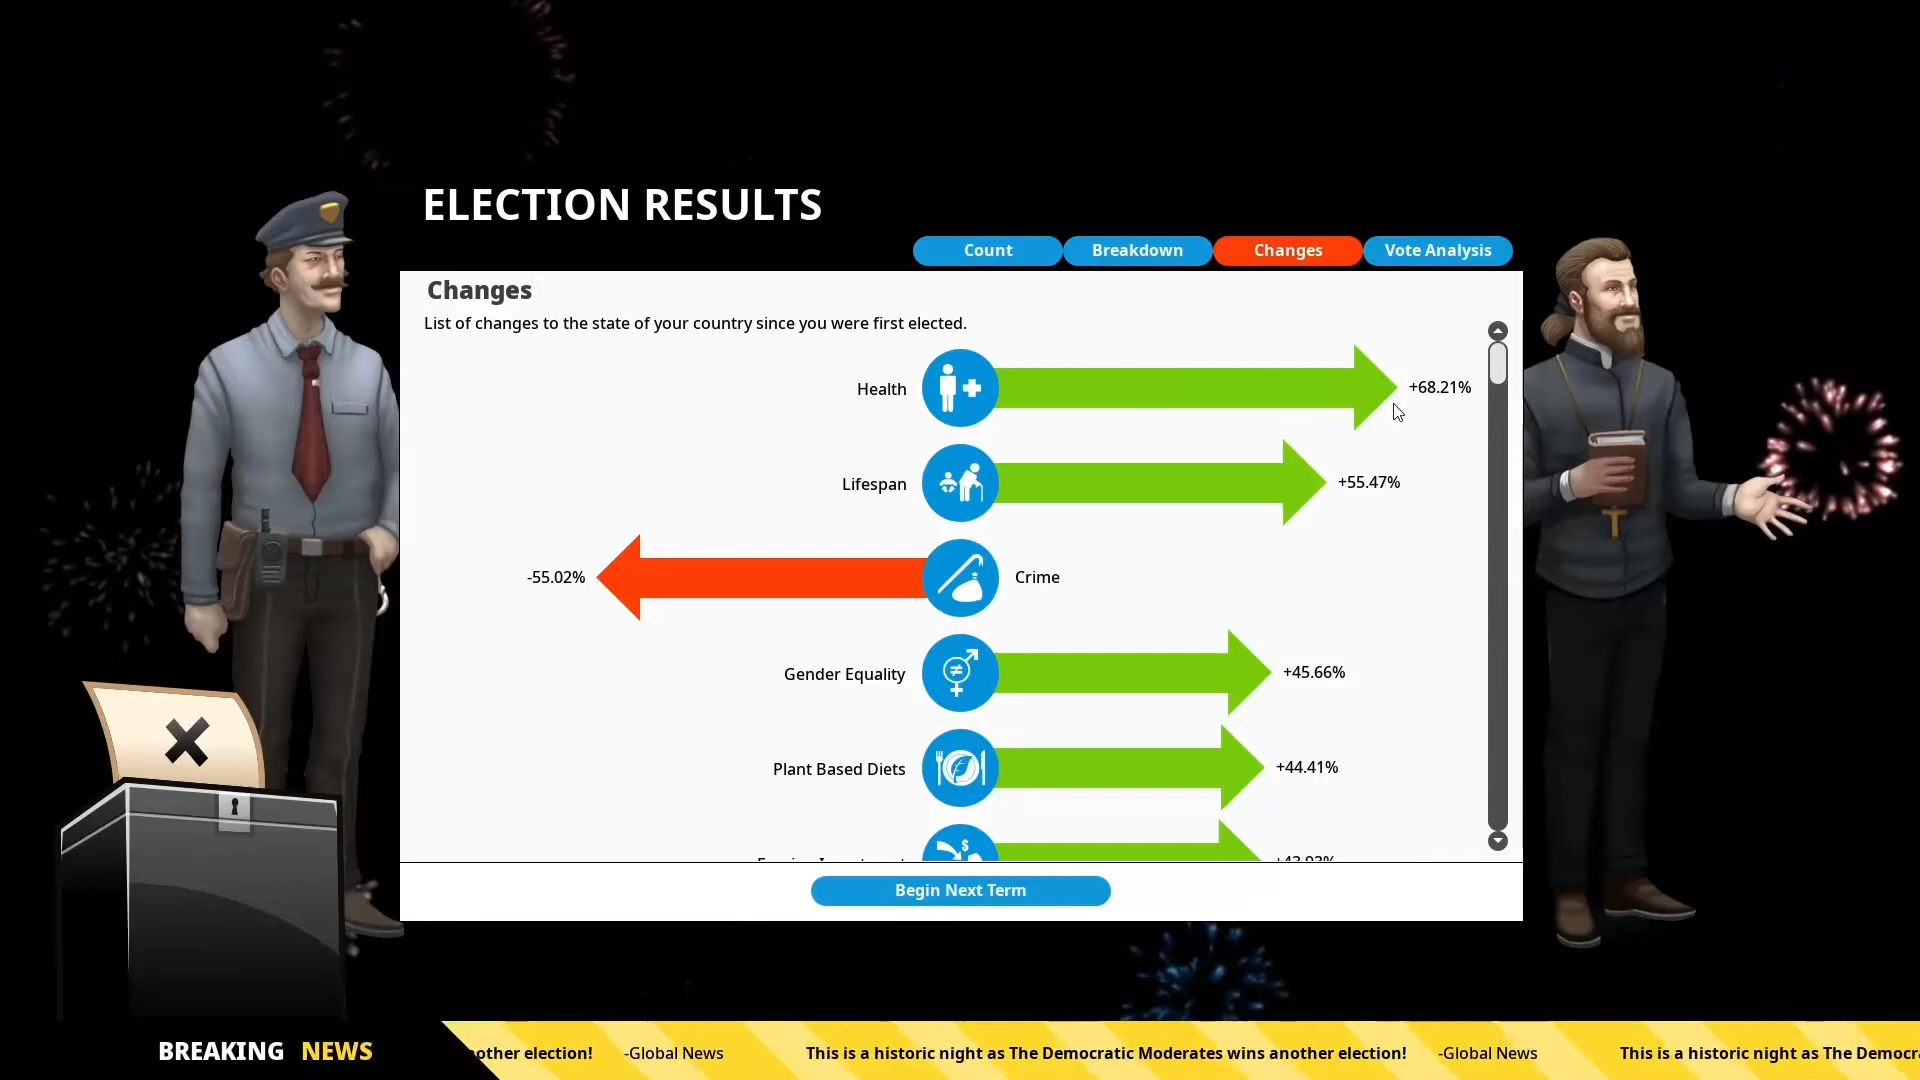 ELECTION RESULTS
Count
Breakdown
Changes
Vote Analysis
Changes
List of changes to the state of your country since you were first elected.
Health
+68.21%
Lifespan
+55.47%
-55.02%
Crime
Gender Equality
+45.66%
Plant Based Diets
+44.41%
$
Begin Next Term
BREAKING NEWS
other election! -Global News This is a historic night as The Democratic Moderates wins another election! -Global News This is a historic night as The Democra